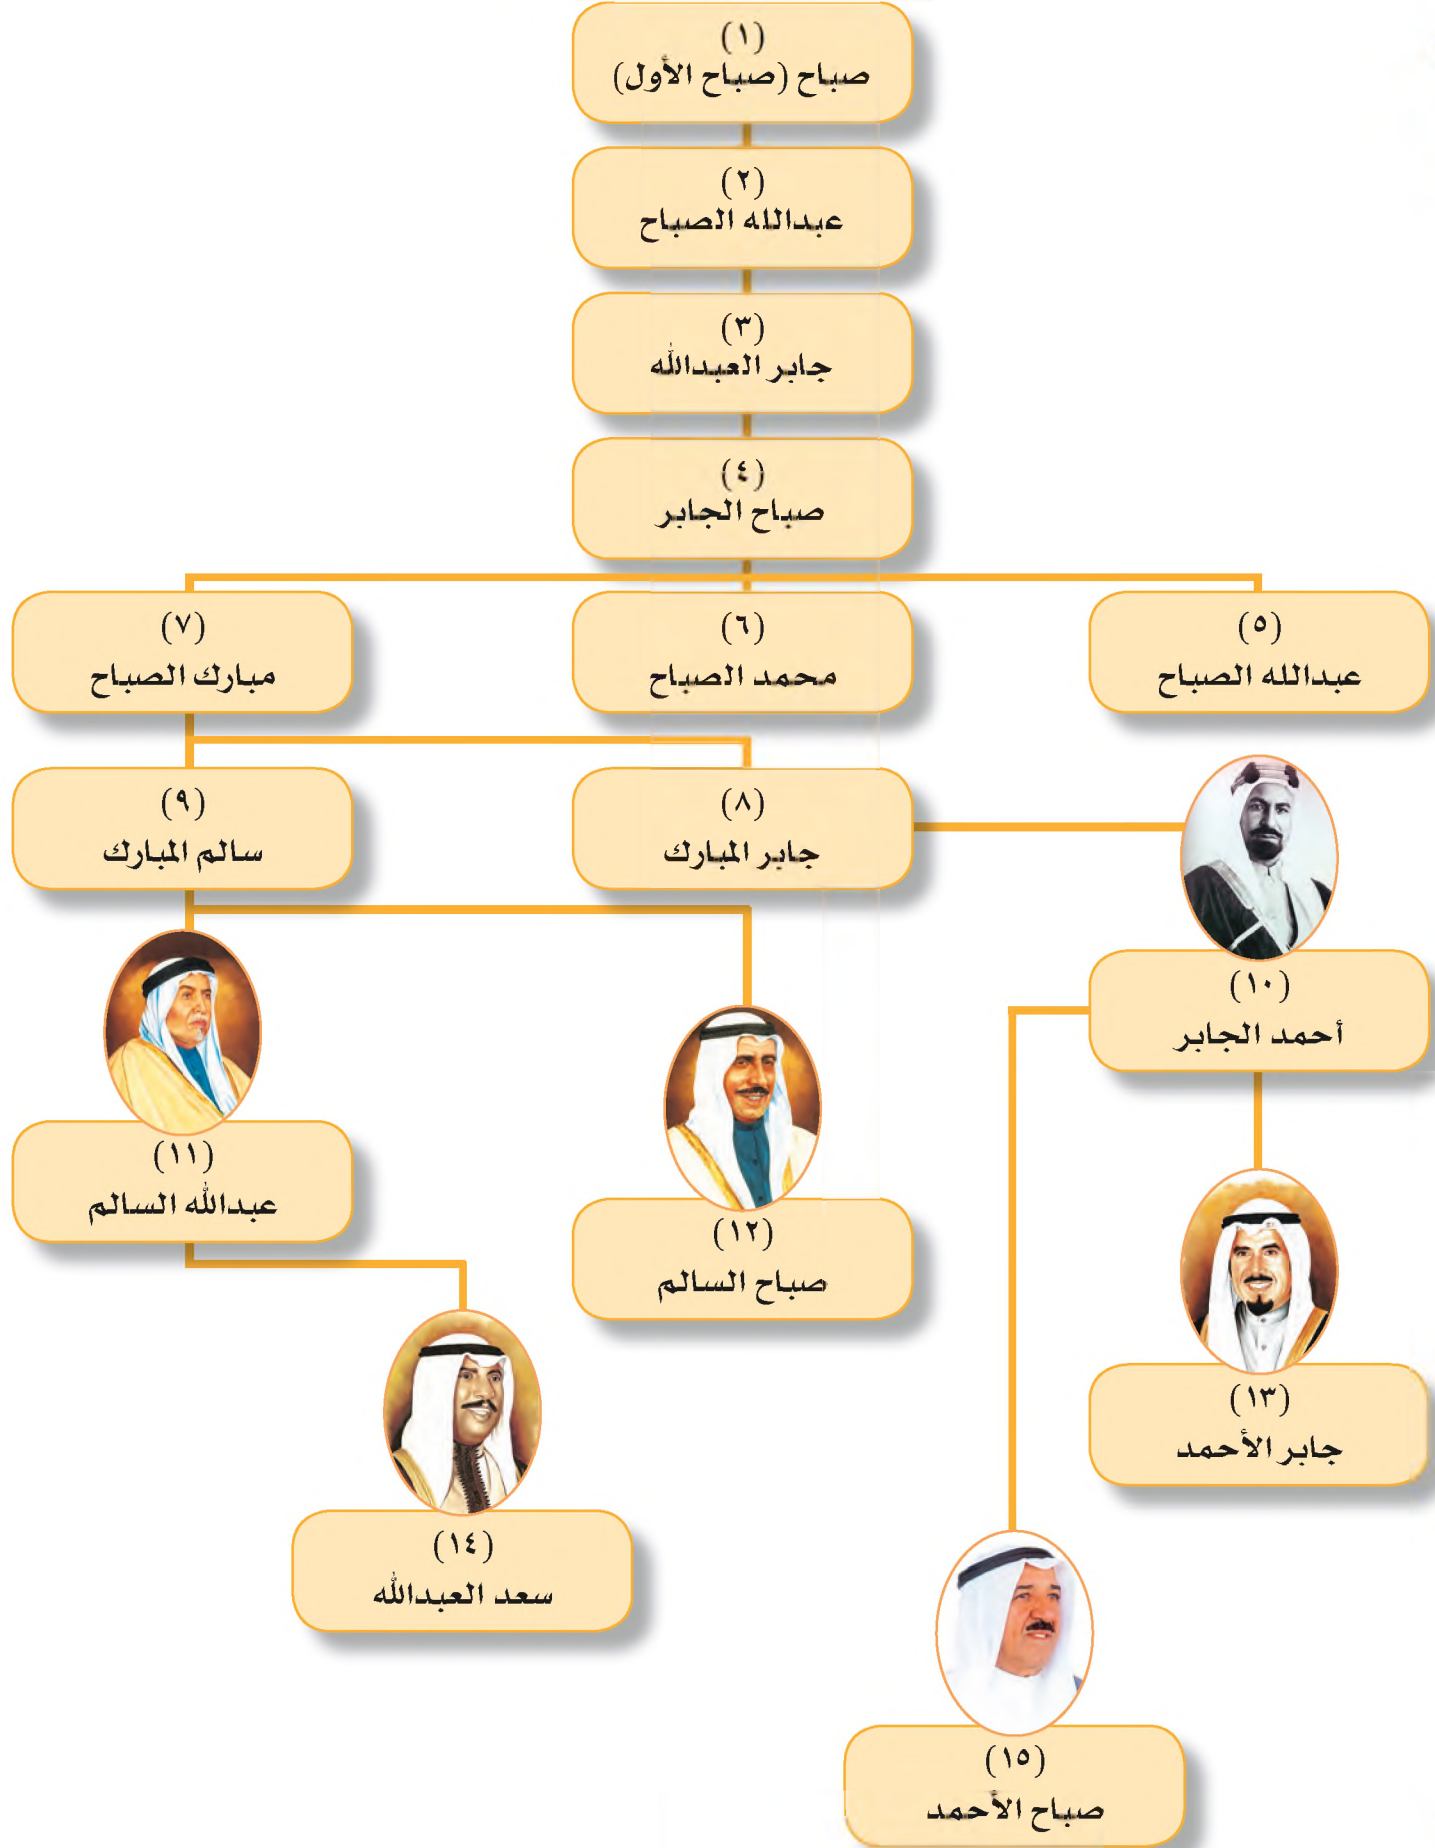 (١)
صباح (صباح الأول)
(٢)
عبدالله الصباح
(٣)
جابر العبدالله
(٤)
صباح الجابر
(٥)
عبدالله الصباح
(٦)
محمد الصباح
(٧)
مبارك الصباح
(٨)
جابر المبارك
(٩)
سالم المبارك
(١٠)
أحمد الجابر
(١١)
عبدالله السالم
(١٢)
صباح السالم
(١٣)
جابر الأحمد
(١٤)
سعد العبدالله
(١٥)
صباح الأحمد